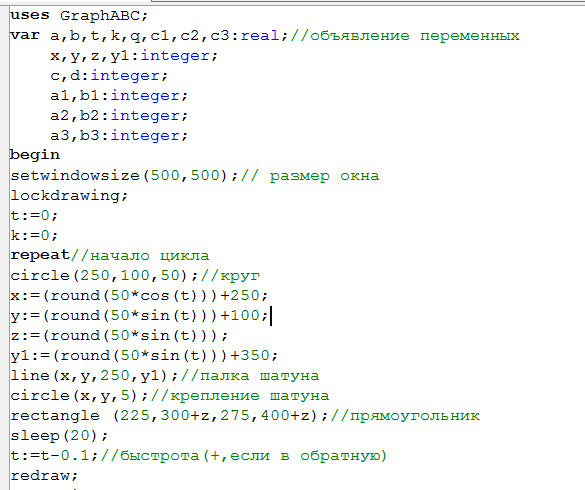 uses GraphABC;
var a,b,t,k,q,c1,c2,c3:real;//объявление переменных
x,y,z,y1:integer;
c,d:integer;
a1,b1:integer;
a2,b2:integer;
a3,b3:integer;
begin
setwindowsize(500,500);// размер окна
lockdrawing;
t:=0;
k:=0;
repeat//начало цикла
circle(250,100,50);//круг
x:=(round(50*cos(t)))+250;
y:=(round(50*sin(t)))+100;
z:=(round(50*sin(t)));
y1:=(round(50*sin(t)))+350;
line(x,y,250,y1);//палка шатуна
circle(x,y,5);//крепление шатуна
rectangle (225,300+z,275,400+z);//прямоугольник
sleep(20);
t:=t-0.1;//быстрота(+,если в обратную)
redraw;